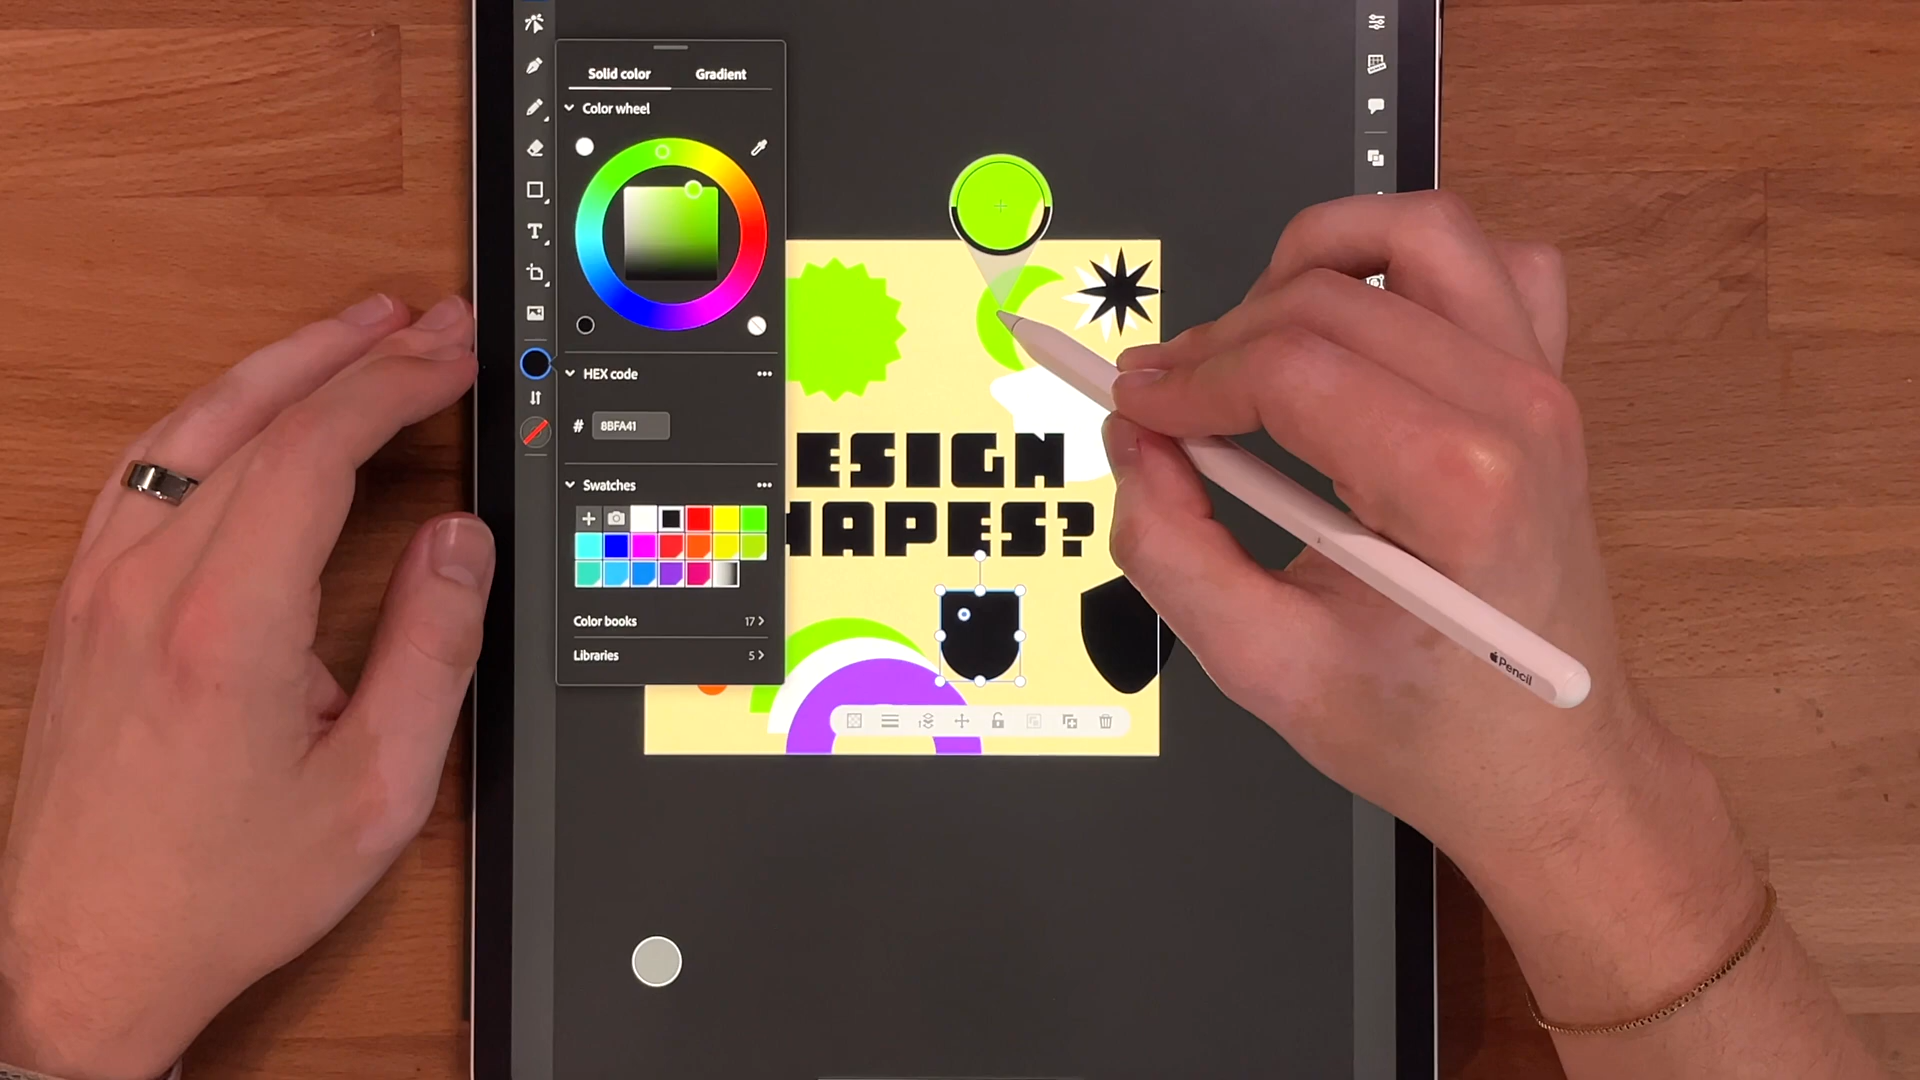 Solid color Gradient
Color wheel
HEX code
# 8BFA41
Swatches
Color books 17
Libraries 5
ESIGN
HAPES?
Pencil